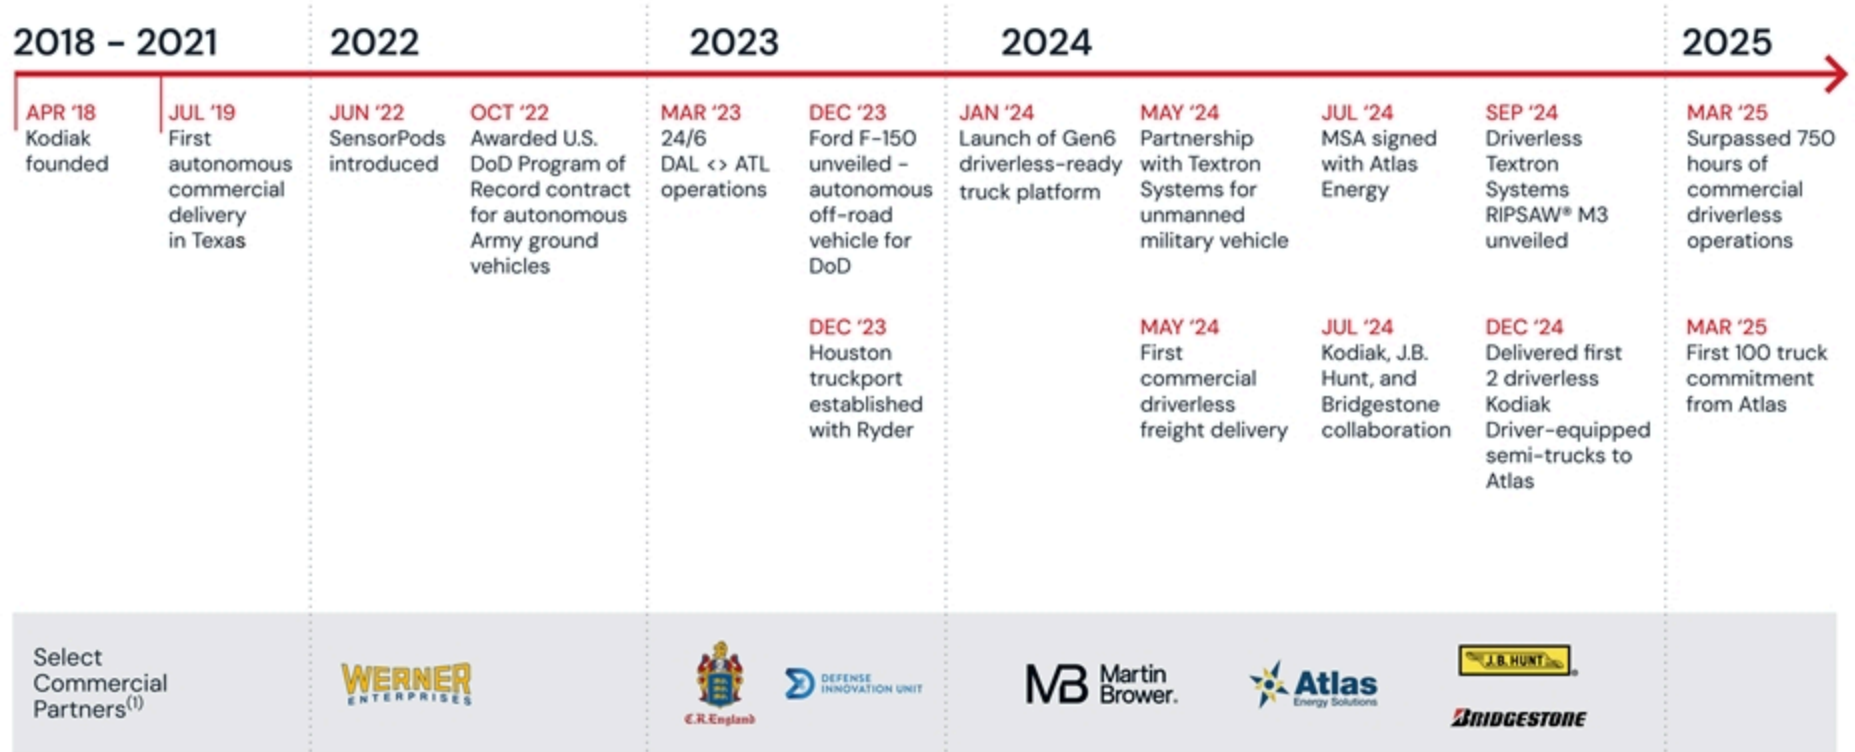 2018 – 2021
2022
2023
2024
2025
APR ‘18
Kodiak
founded
JUL ‘19
First
autonomous
commercial
delivery
in Texas
JUN ‘22
SensorPods
introduced
OCT ‘22
Awarded U.S.
DoD Program of
Record contract
for autonomous
Army ground
vehicles
MAR ‘23
24/6
DAL <> ATL
operations
DEC ‘23
Ford F-150
unveiled –
autonomous
off-road
vehicle for
DoD
DEC ‘23
Houston
truckport
established
with Ryder
JAN ‘24
Launch of Gen6
driverless-ready
truck platform
MAY ‘24
Partnership
with Textron
Systems for
unmanned
military vehicle
MAY ‘24
First
commercial
driverless
freight delivery
JUL ‘24
MSA signed
with Atlas
Energy
JUL ‘24
Kodiak, J.B.
Hunt, and
Bridgestone
collaboration
SEP ‘24
Driverless
Textron
Systems
RIPSAW® M3
unveiled
DEC ‘24
Delivered first
2 driverless
Kodiak
Driver-equipped
semi-trucks to
Atlas
MAR ‘25
Surpassed 750
hours of
commercial
driverless
operations
MAR ‘25
First 100 truck
commitment
from Atlas
Select
Commercial
Partners(1)
WERNER
ENTERPRISES
C.R. England
DEFENSE
INNOVATION UNIT
MB
Martin
Brower.
Atlas
Energy Solutions
J.B. HUNT®
BRIDGESTONE